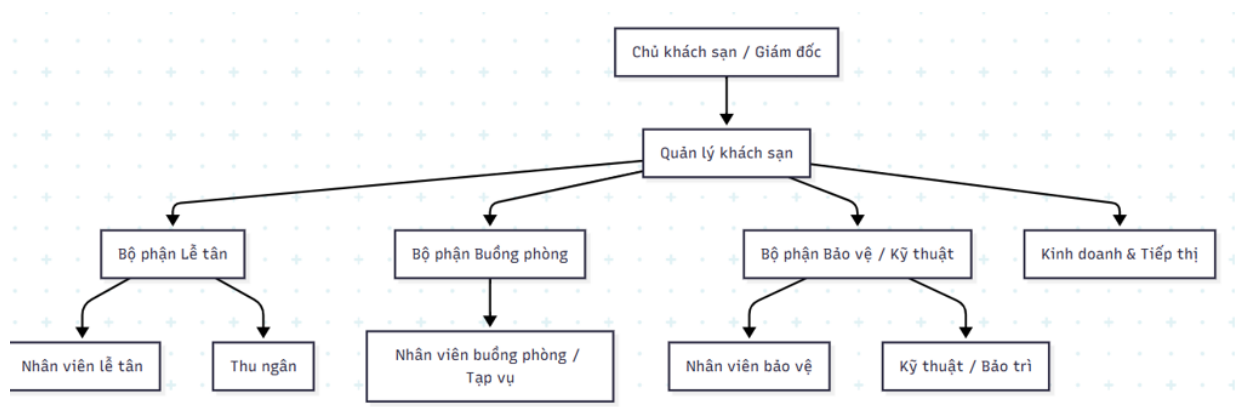 Chủ khách sạn / Giám đốc
Quản lý khách sạn
Bộ phận Lễ tân
Bộ phận Buồng phòng
Bộ phận Bảo vệ / Kỹ thuật
Kinh doanh & Tiếp thị
Nhân viên lễ tân
Thu ngân
Nhân viên buồng phòng /
Tạp vụ
Nhân viên bảo vệ
Kỹ thuật / Bảo trì